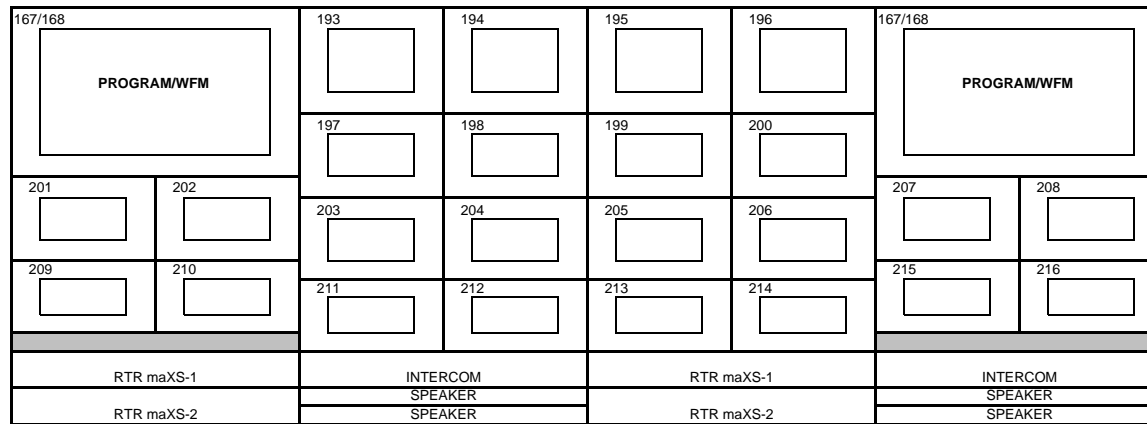 167/168 193 194 195 196 167/168
PROGRAM/WFM PROGRAM/WFM
197 198 199 200
201 202 207 208
203 204 205 206
209 210 215 216
211 212 213 214
RTR maXS-1 INTERCOM RTR maXS-1 INTERCOM
SPEAKER SPEAKER
RTR maXS-2 SPEAKER RTR maXS-2 SPEAKER